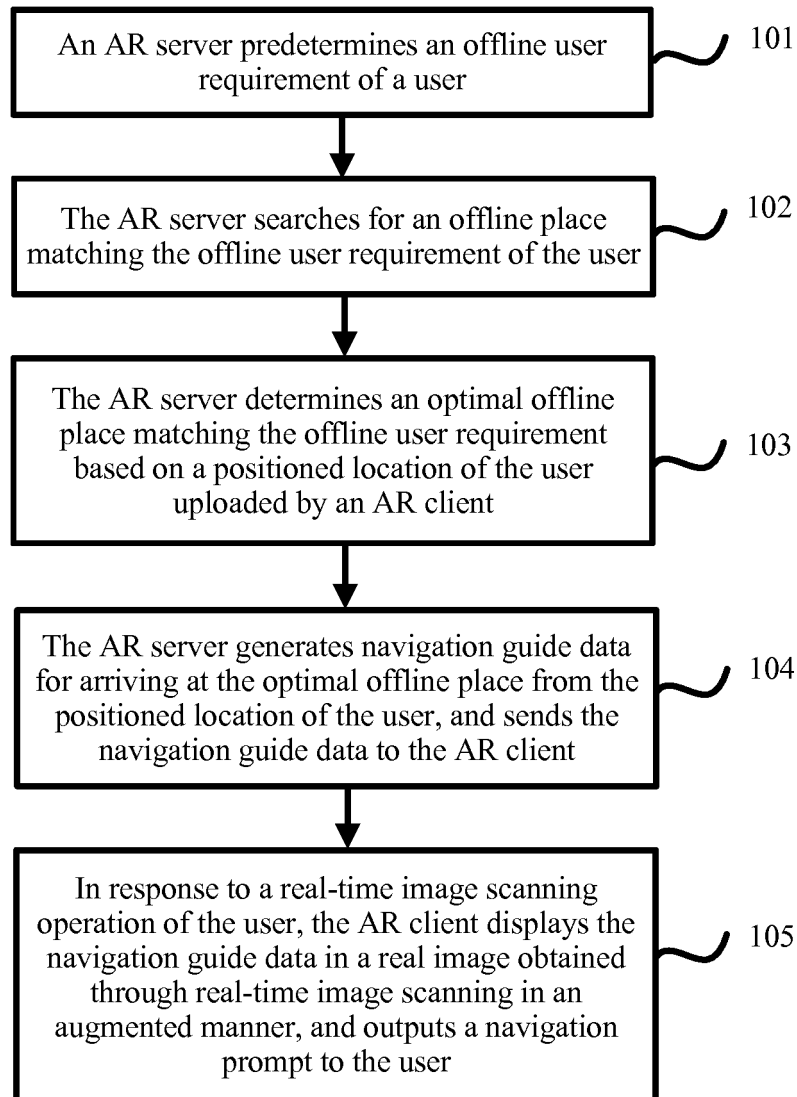 An AR server predetermines an offline user
requirement of a user
101
The AR server searches for an offline place
matching the offline user requirement of the user
102
The AR server determines an optimal offline
place matching the offline user requirement
based on a positioned location of the user
uploaded by an AR client
103
The AR server generates navigation guide data
for arriving at the optimal offline place from the
positioned location of the user, and sends the
navigation guide data to the AR client
104
In response to a real-time image scanning
operation of the user, the AR client displays the
navigation guide data in a real image obtained
through real-time image scanning in an
augmented manner, and outputs a navigation
prompt to the user
105